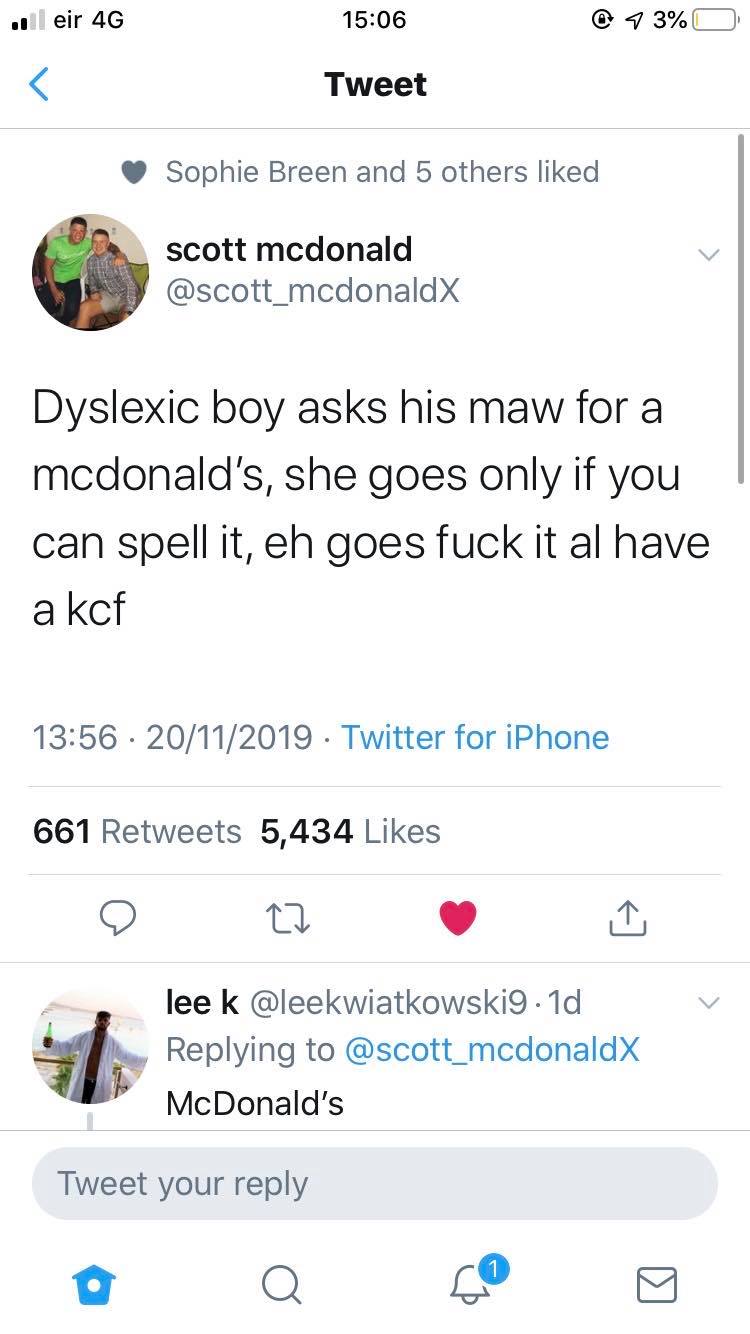 eir 4G 15:06 3%
Tweet
Sophie Breen and 5 others liked
scott mcdonald
@scott_mcdonaldX
Dyslexic boy asks his maw for a
mcdonald’s, she goes only if you
can spell it, eh goes fuck it al have
a kcf
13:56 · 20/11/2019 · Twitter for iPhone
661 Retweets 5,434 Likes
lee k @leekwiatkowski9 · 1d
Replying to @scott_mcdonaldX
McDonald’s
Tweet your reply
1